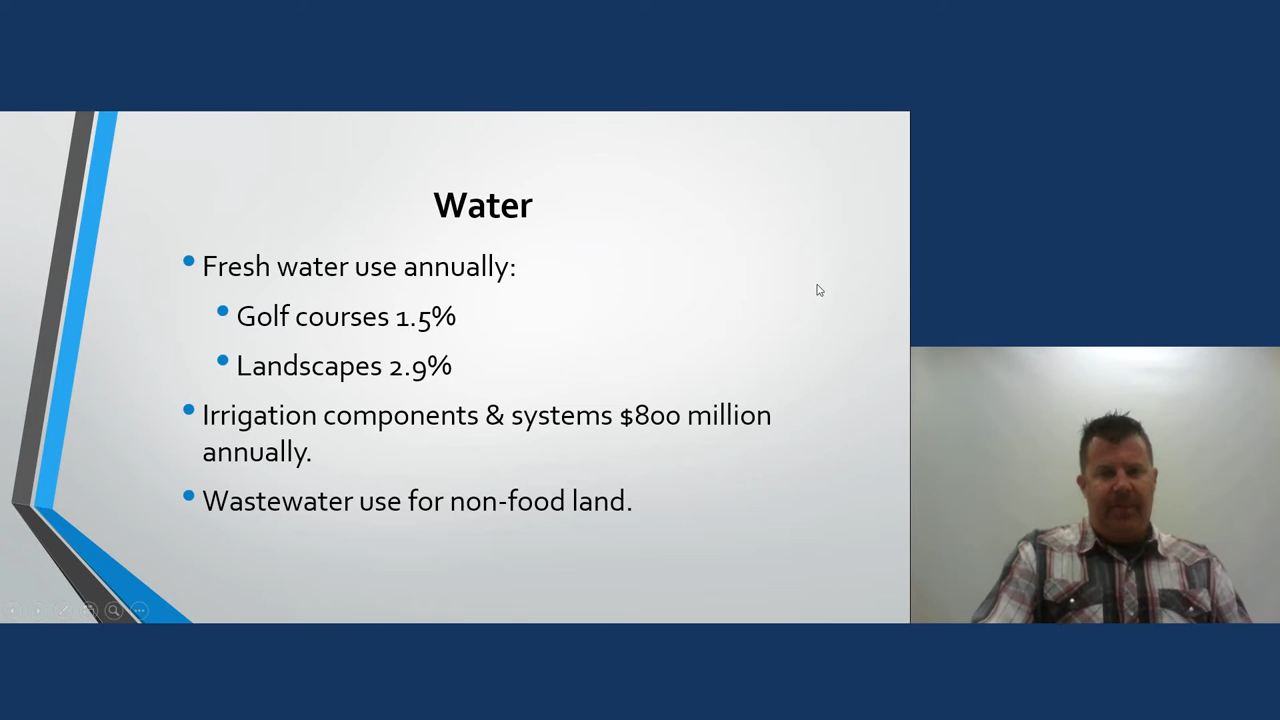 Water
Fresh water use annually:
Golf courses 1.5%
Landscapes 2.9%
Irrigation components & systems $800 million
annually.
Wastewater use for non-food land.